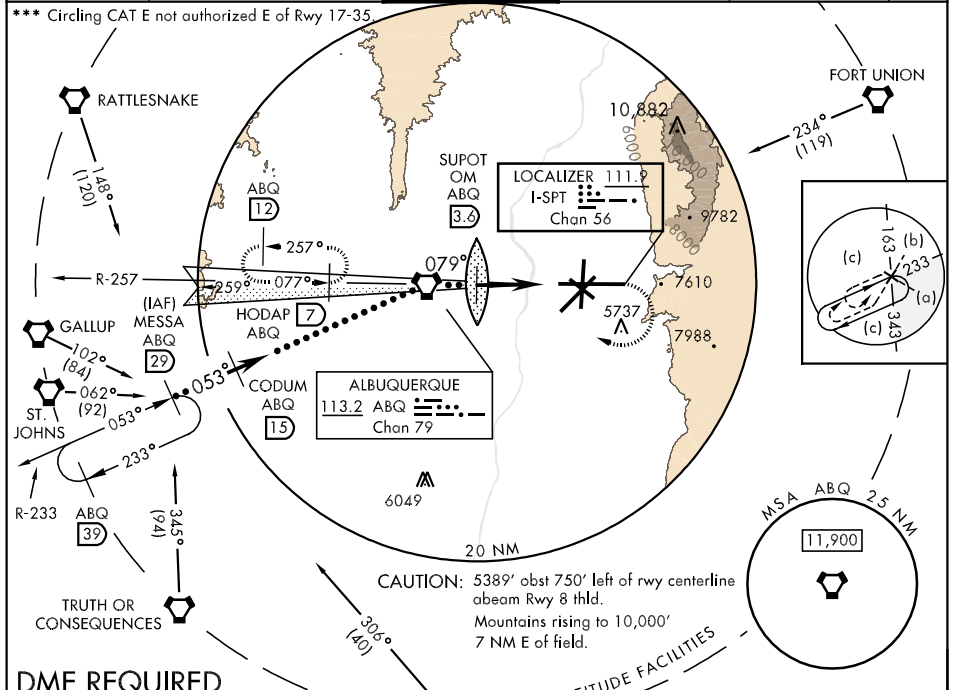 *** Circling CAT E not authorized E of Rwy 17-35.
RATTLESNAKE
148°
(120)
FORT UNION
234°
(119)
10,882
6000
9782
8000
7610
5737
7988
SUPOT
OM
ABQ
3.6
LOCALIZER 111.9
I-SPT
Chan 56
ABQ
12
257°
R-257
259°
077°
079°
HODAP
7
ABQ
(IAF)
MESSA
ABQ
29
GALLUP
102°
(84)
ST.
JOHNS
062°
(92)
053°
053°
233°
R-233
ABQ
39
CODUM
ABQ
15
ALBUQUERQUE
113.2 ABQ
Chan 79
163
(b)
(c)
233
(a)
(c)
343
6049
345°
(94)
TRUTH OR
CONSEQUENCES
20 NM
MSA ABQ 25 NM
11,900
CAUTION: 5389' obst 750' left of rwy centerline
abeam Rwy 8 thld.
Mountains rising to 10,000'
7 NM E of field.
306°
(40)
DME REQUIRED
FACILITIES